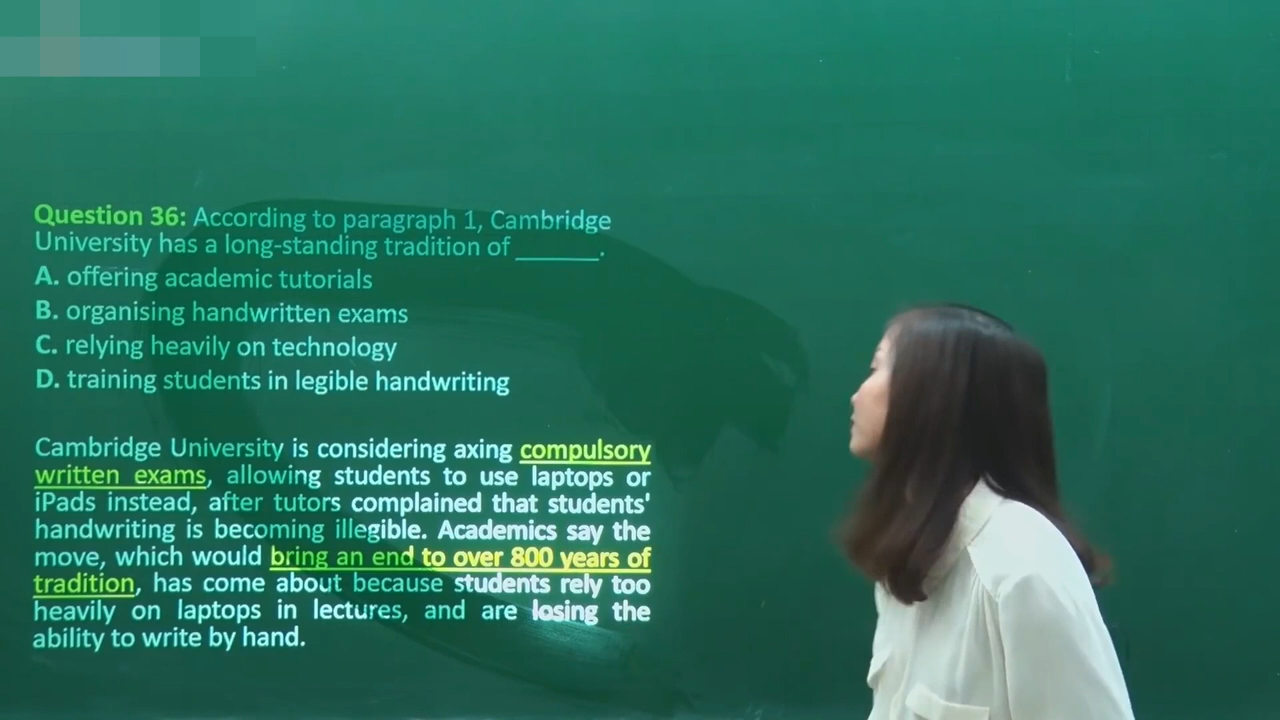 Question 36: According to paragraph 1, Cambridge
University has a long-standing tradition of ______.
A. offering academic tutorials
B. organising handwritten exams
C. relying heavily on technology
D. training students in legible handwriting
Cambridge University is considering axing compulsory
written exams, allowing students to use laptops or
iPads instead, after tutors complained that students'
handwriting is becoming illegible. Academics say the
move, which would bring an end to over 800 years of
tradition, has come about because students rely too
heavily on laptops in lectures, and are losing the
ability to write by hand.